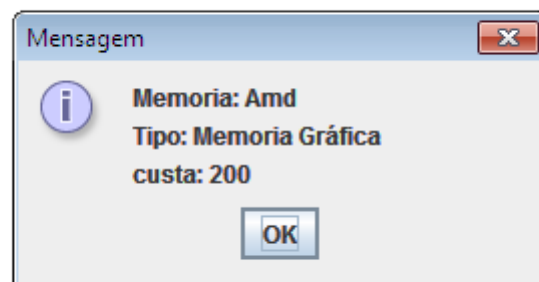 Mensagem
Memoria: Amd
Tipo: Memoria Gráfica
custa: 200
OK